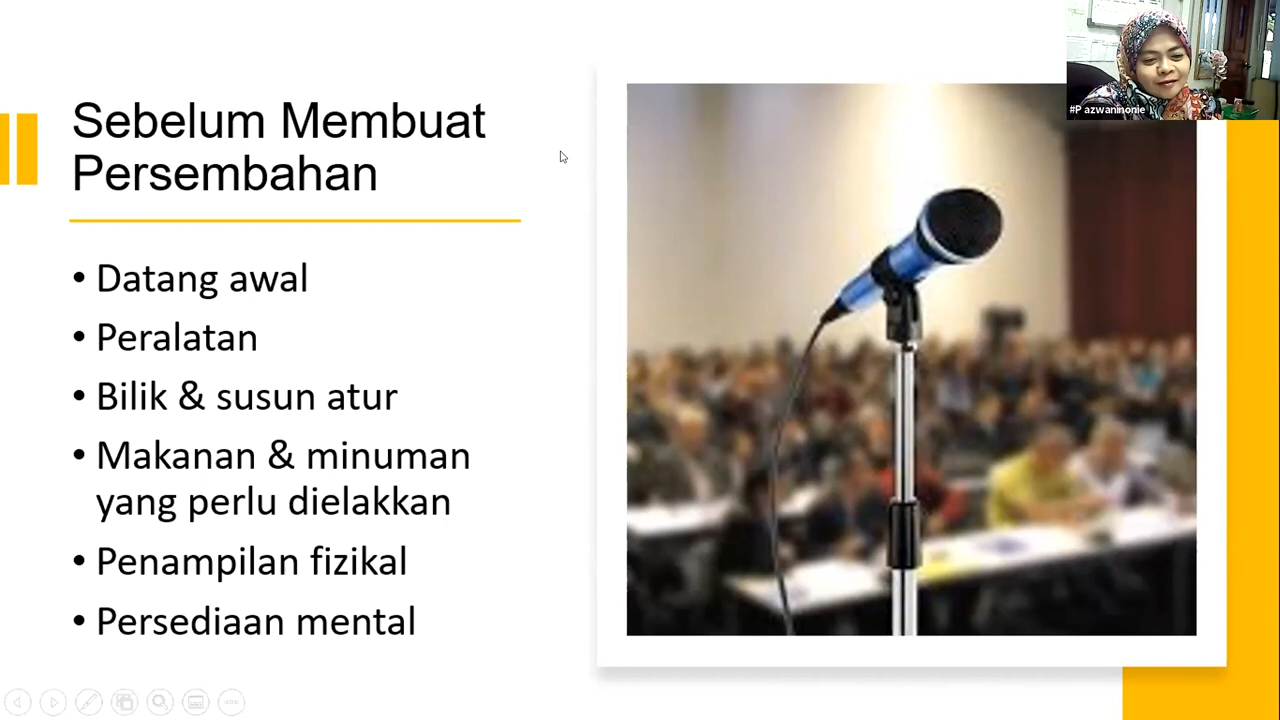 #P azwaninonie
Sebelum Membuat
Persembahan
• Datang awal
• Peralatan
• Bilik & susun atur
• Makanan & minuman
yang perlu dielakkan
• Penampilan fizikal
• Persediaan mental